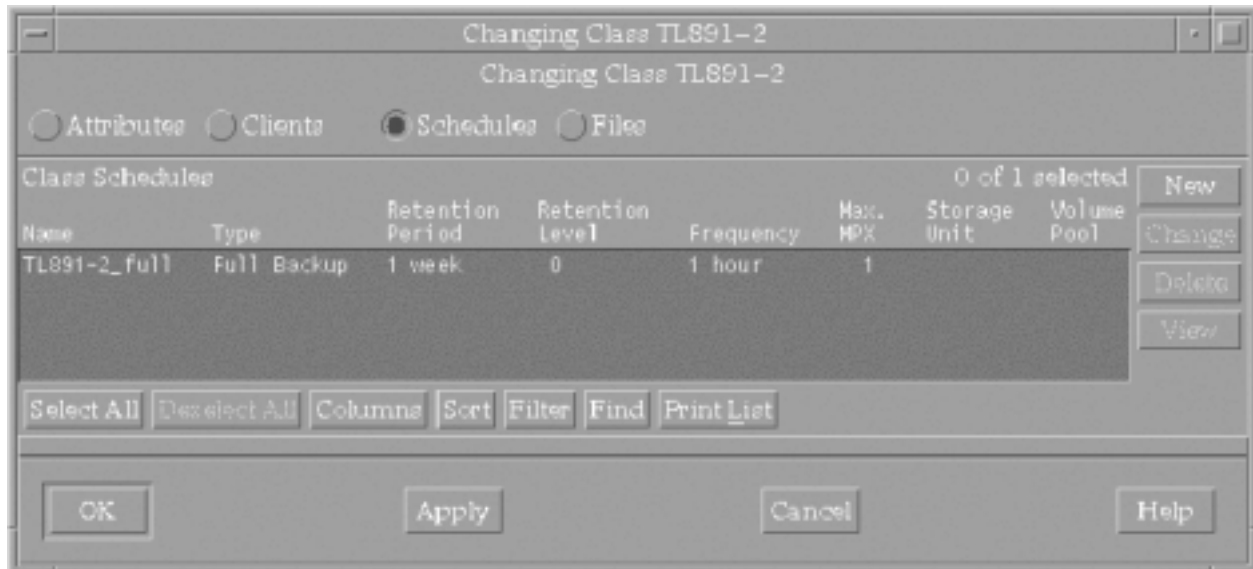 Changing Class TL891-2
Changing Class TL891-2
Attributes Clients Schedules Files
Class Schedules 0 of 1 selected
Name Type Retention Period Retention Level Frequency Max. MPX Storage Unit Volume Pool
TL891-2_full Full Backup 1 week 0 1 hour 1
New
Change
Delete
View
Select All Deselect All Columns Sort Filter Find Print List
OK Apply Cancel Help